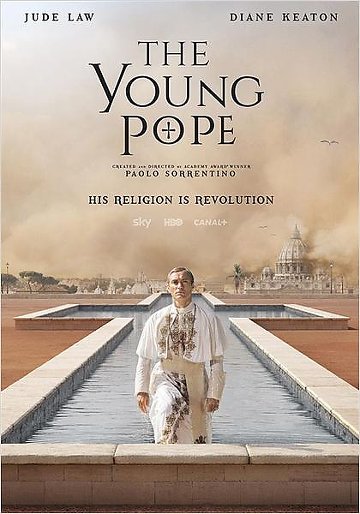 JUDE LAW DIANE KEATON
THE
YOUNG
POPE
CREATED AND DIRECTED BY ACADEMY AWARD® WINNER
PAOLO SORRENTINO
HIS RELIGION IS REVOLUTION
sky HBO CANAL+